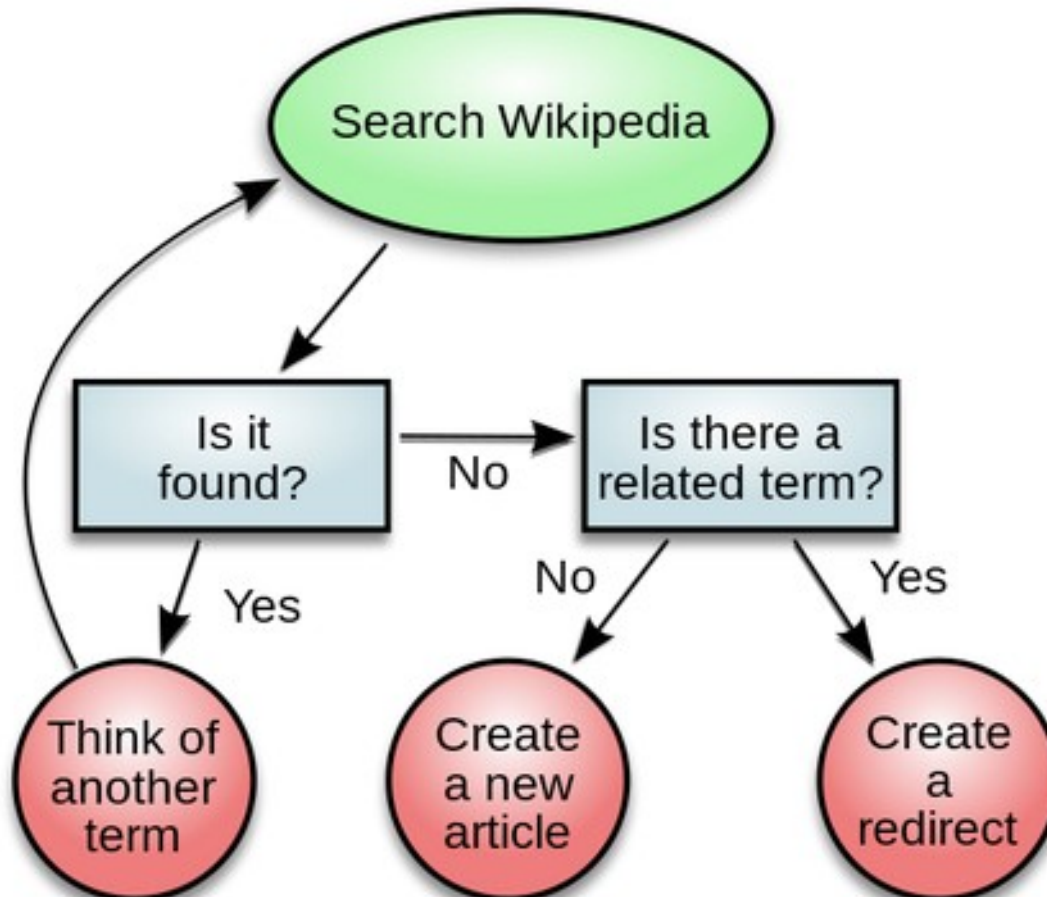 Search Wikipedia
Is it
found?
No
Is there a
related term?
Yes
No
Yes
Think of
another
term
Create
a new
article
Create
a
redirect